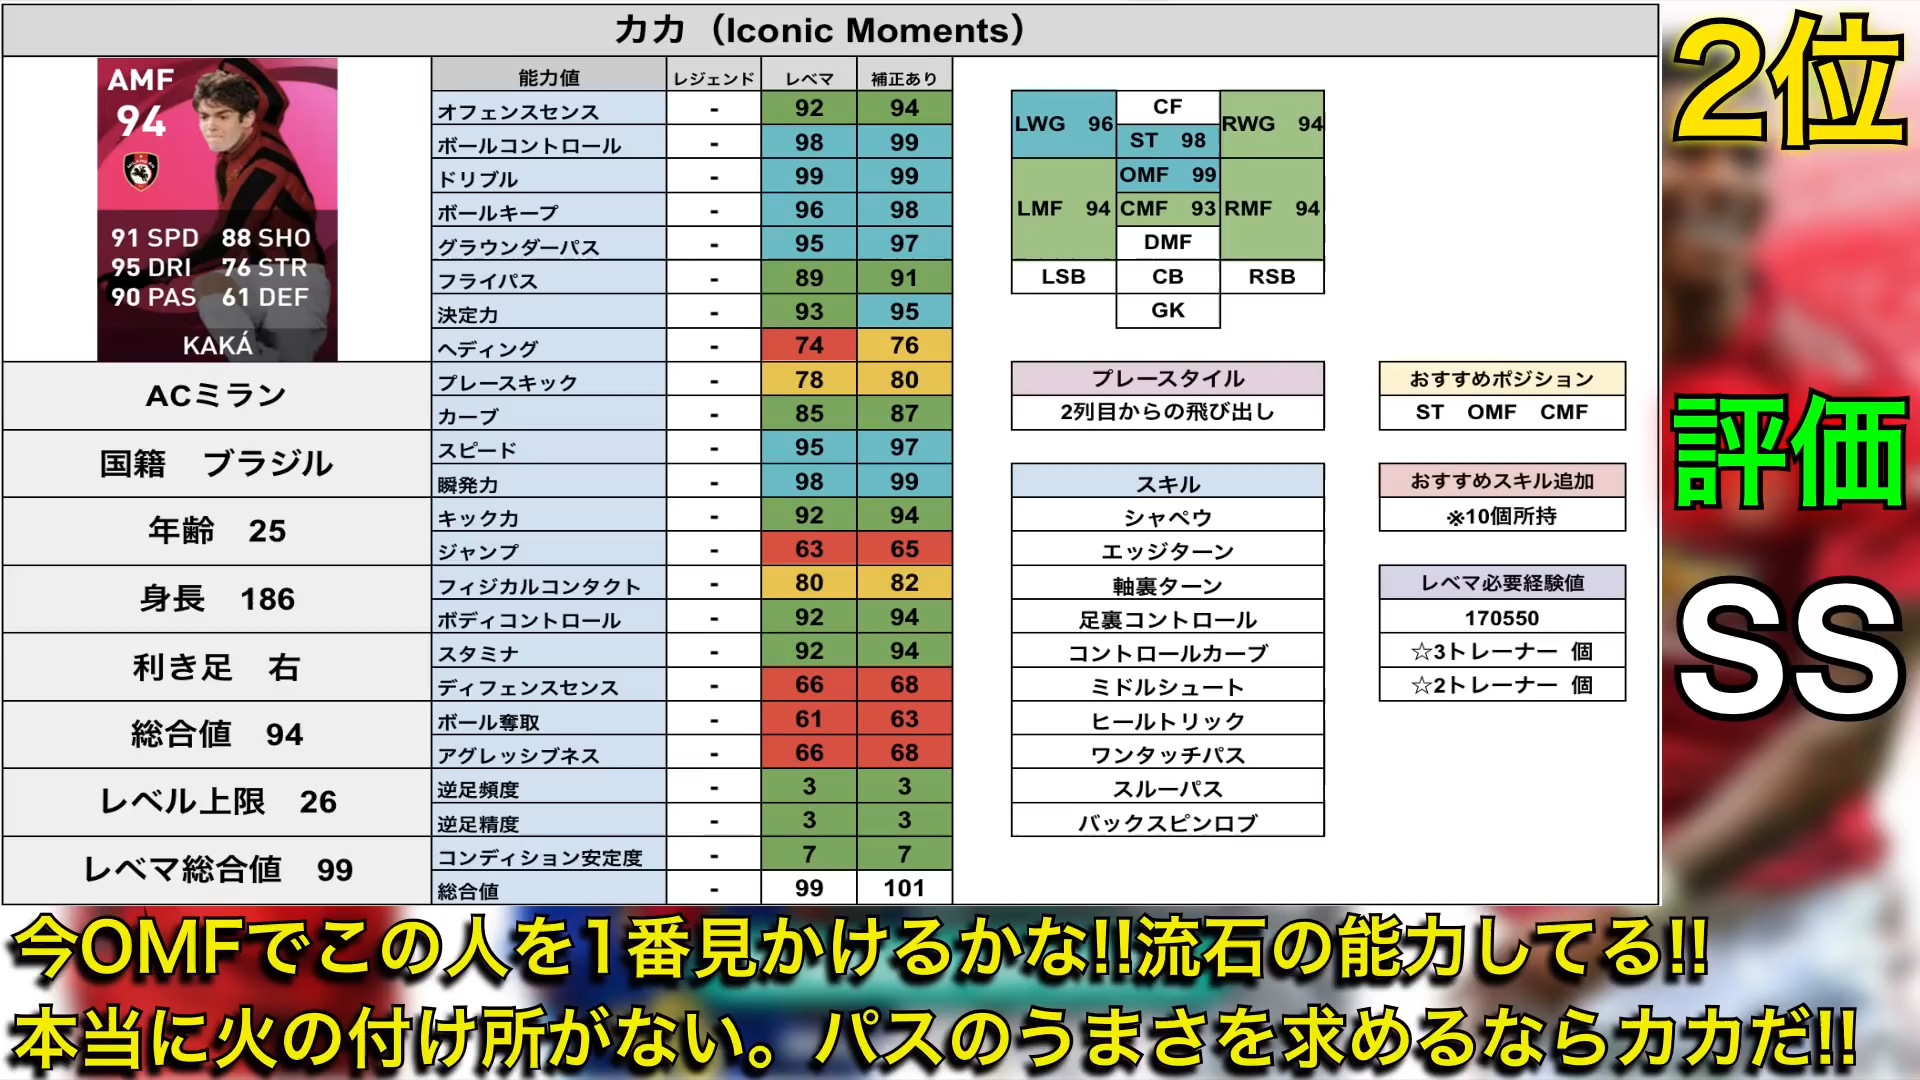 カカ（Iconic Moments）
AMF
94
91 SPD 88 SHO
95 DRI 76 STR
90 PAS 61 DEF
KAKÁ
ACミラン
国籍 ブラジル
年齢 25
身長 186
利き足 右
総合値 94
レベル上限 26
レベマ総合値 99
能力値 レジェンド レベマ 補正あり
オフェンスセンス - 92 94
ボールコントロール - 98 99
ドリブル - 99 99
ボールキープ - 96 98
グラウンダーパス - 95 97
フライパス - 89 91
決定力 - 93 95
ヘディング - 74 76
プレースキック - 78 80
カーブ - 85 87
スピード - 95 97
瞬発力 - 98 99
キック力 - 92 94
ジャンプ - 63 65
フィジカルコンタクト - 80 82
ボディコントロール - 92 94
スタミナ - 92 94
ディフェンスセンス - 66 68
ボール奪取 - 61 63
アグレッシブネス - 66 68
逆足頻度 - 3 3
逆足精度 - 3 3
コンディション安定度 - 7 7
総合値 - 99 101
CF
LWG 96 RWG 94
ST 98
OMF 99
LMF 94 CMF 93 RMF 94
DMF
LSB CB RSB
GK
プレースタイル
2列目からの飛び出し
スキル
シャペウ
エッジターン
軸裏ターン
足裏コントロール
コントロールカーブ
ミドルシュート
ヒールトリック
ワンタッチパス
スルーパス
バックスピンロブ
おすすめポジション
ST OMF CMF
おすすめスキル追加
※10個所持
レベマ必要経験値
170550
☆3トレーナー 個
☆2トレーナー 個
2位
評価
SS
今OMFでこの人を1番見かけるかな!!流石の能力してる!!
本当に火の付け所がない。パスのうまさを求めるならカカだ!!